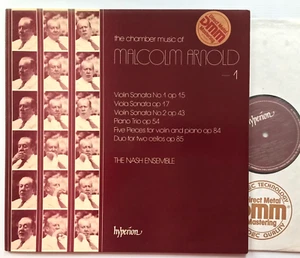 the chamber music of
MALCOLM ARNOLD
1
Violin Sonata No.1 op 15
Viola Sonata op 17
Violin Sonata No.2 op 43
Piano Trio op 54
Five Pieces for violin and piano op 84
Duo for two cellos op 85
THE NASH ENSEMBLE
hyperion
hyperion
Direct Metal
Mastering
DMM